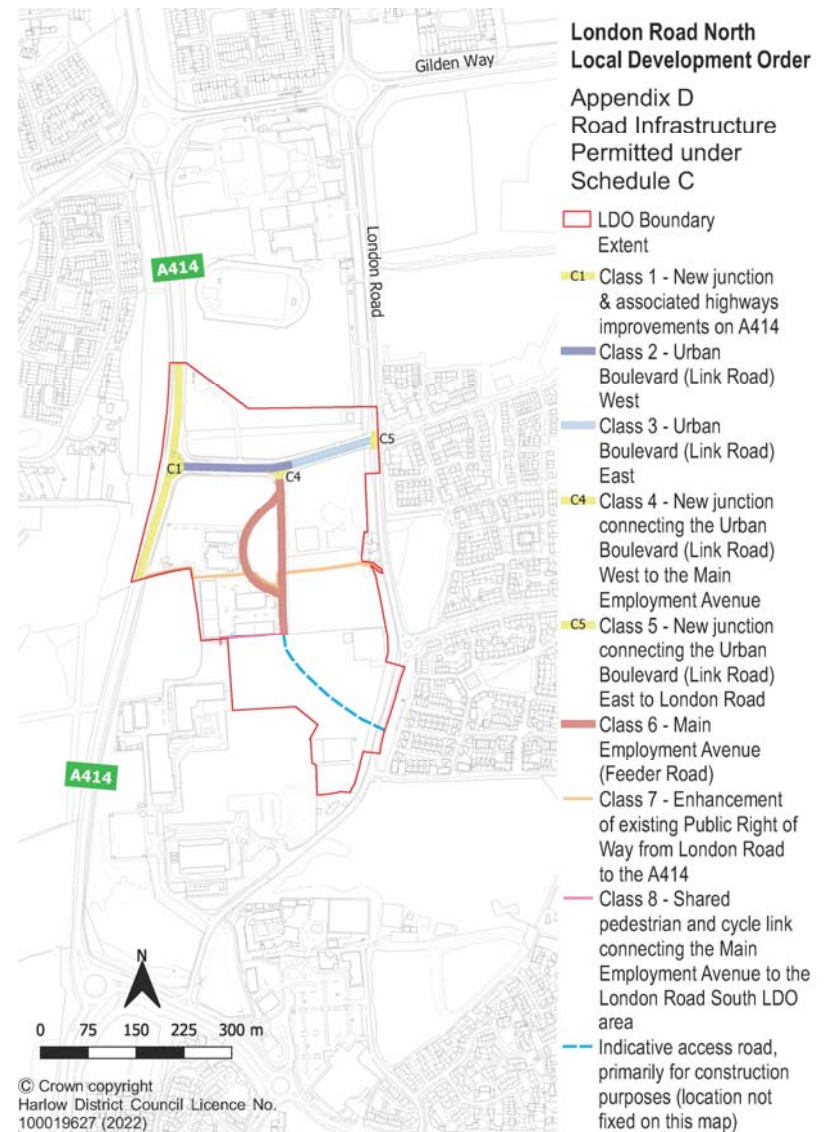 London Road North
Local Development Order
Appendix D
Road Infrastructure
Permitted under
Schedule C
LDO Boundary
Extent
C1 Class 1 - New junction
& associated highways
improvements on A414
Class 2 - Urban
Boulevard (Link Road)
West
Class 3 - Urban
Boulevard (Link Road)
East
C4 Class 4 - New junction
connecting the Urban
Boulevard (Link Road)
West to the Main
Employment Avenue
C5 Class 5 - New junction
connecting the Urban
Boulevard (Link Road)
East to London Road
Class 6 - Main
Employment Avenue
(Feeder Road)
Class 7 - Enhancement
of existing Public Right of
Way from London Road
to the A414
Class 8 - Shared
pedestrian and cycle link
connecting the Main
Employment Avenue to the
London Road South LDO
area
Indicative access road,
primarily for construction
purposes (location not
fixed on this map)
Gilden Way
London Road
A414
C5
C1
C4
A414
N
0 75 150 225 300 m
© Crown copyright
Harlow District Council Licence No.
100019627 (2022)